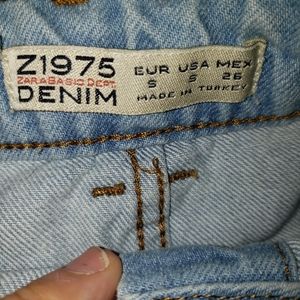 Z1975
ZARA BASIC DEPT.
DENIM
EUR USA MEX
S S 26
MADE IN TURKEY